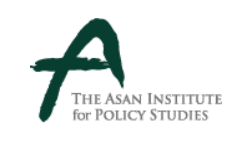 THE ASAN INSTITUTE
for POLICY STUDIES